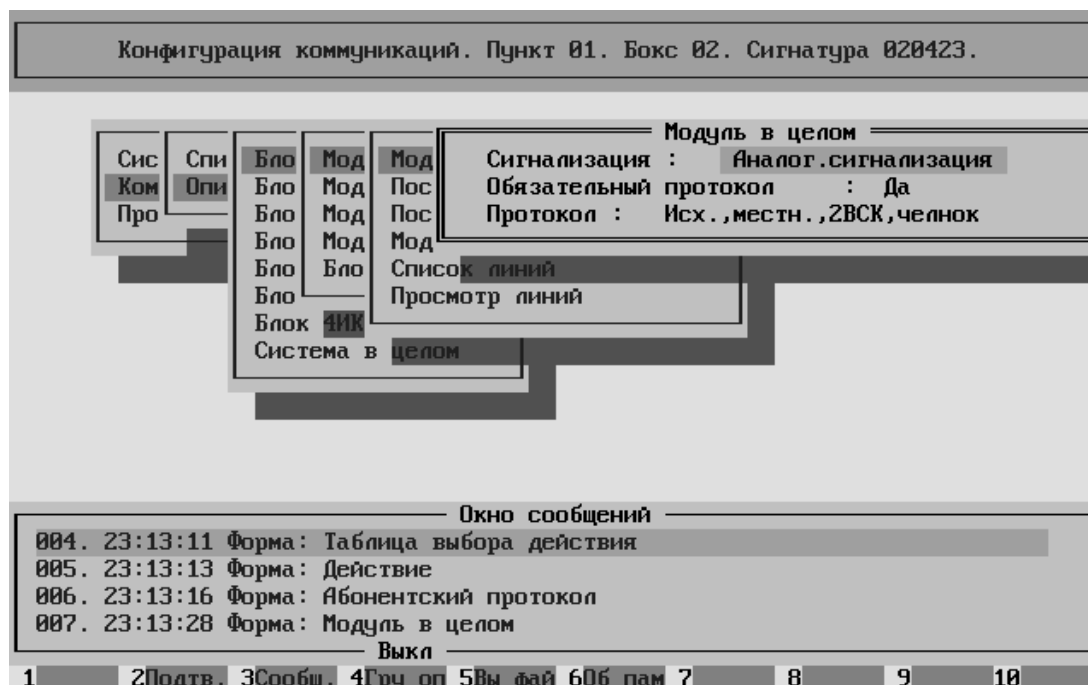 Конфигурация коммуникаций. Пункт 01. Бокс 02. Сигнатура 020423.
Модуль в целом
Сигнализация : Аналог.сигнализация
Обязательный протокол : Да
Протокол : Исх.,местн.,2ВСК,челнок
Сис
Ком
Про
Спи
Опи
Бло
Бло
Бло
Бло
Бло
Бло
Блок 4ИК
Система в целом
Мод
Мод
Мод
Мод
Бло
Мод
Пос
Пос
Мод
Список линий
Просмотр линий
Окно сообщений
004. 23:13:11 Форма: Таблица выбора действия
005. 23:13:13 Форма: Действие
006. 23:13:16 Форма: Абонентский протокол
007. 23:13:28 Форма: Модуль в целом
Выкл
1 2Подтв. 3Сообщ. 4Гру оп 5Вы фай 6Об пам 7 8 9 10